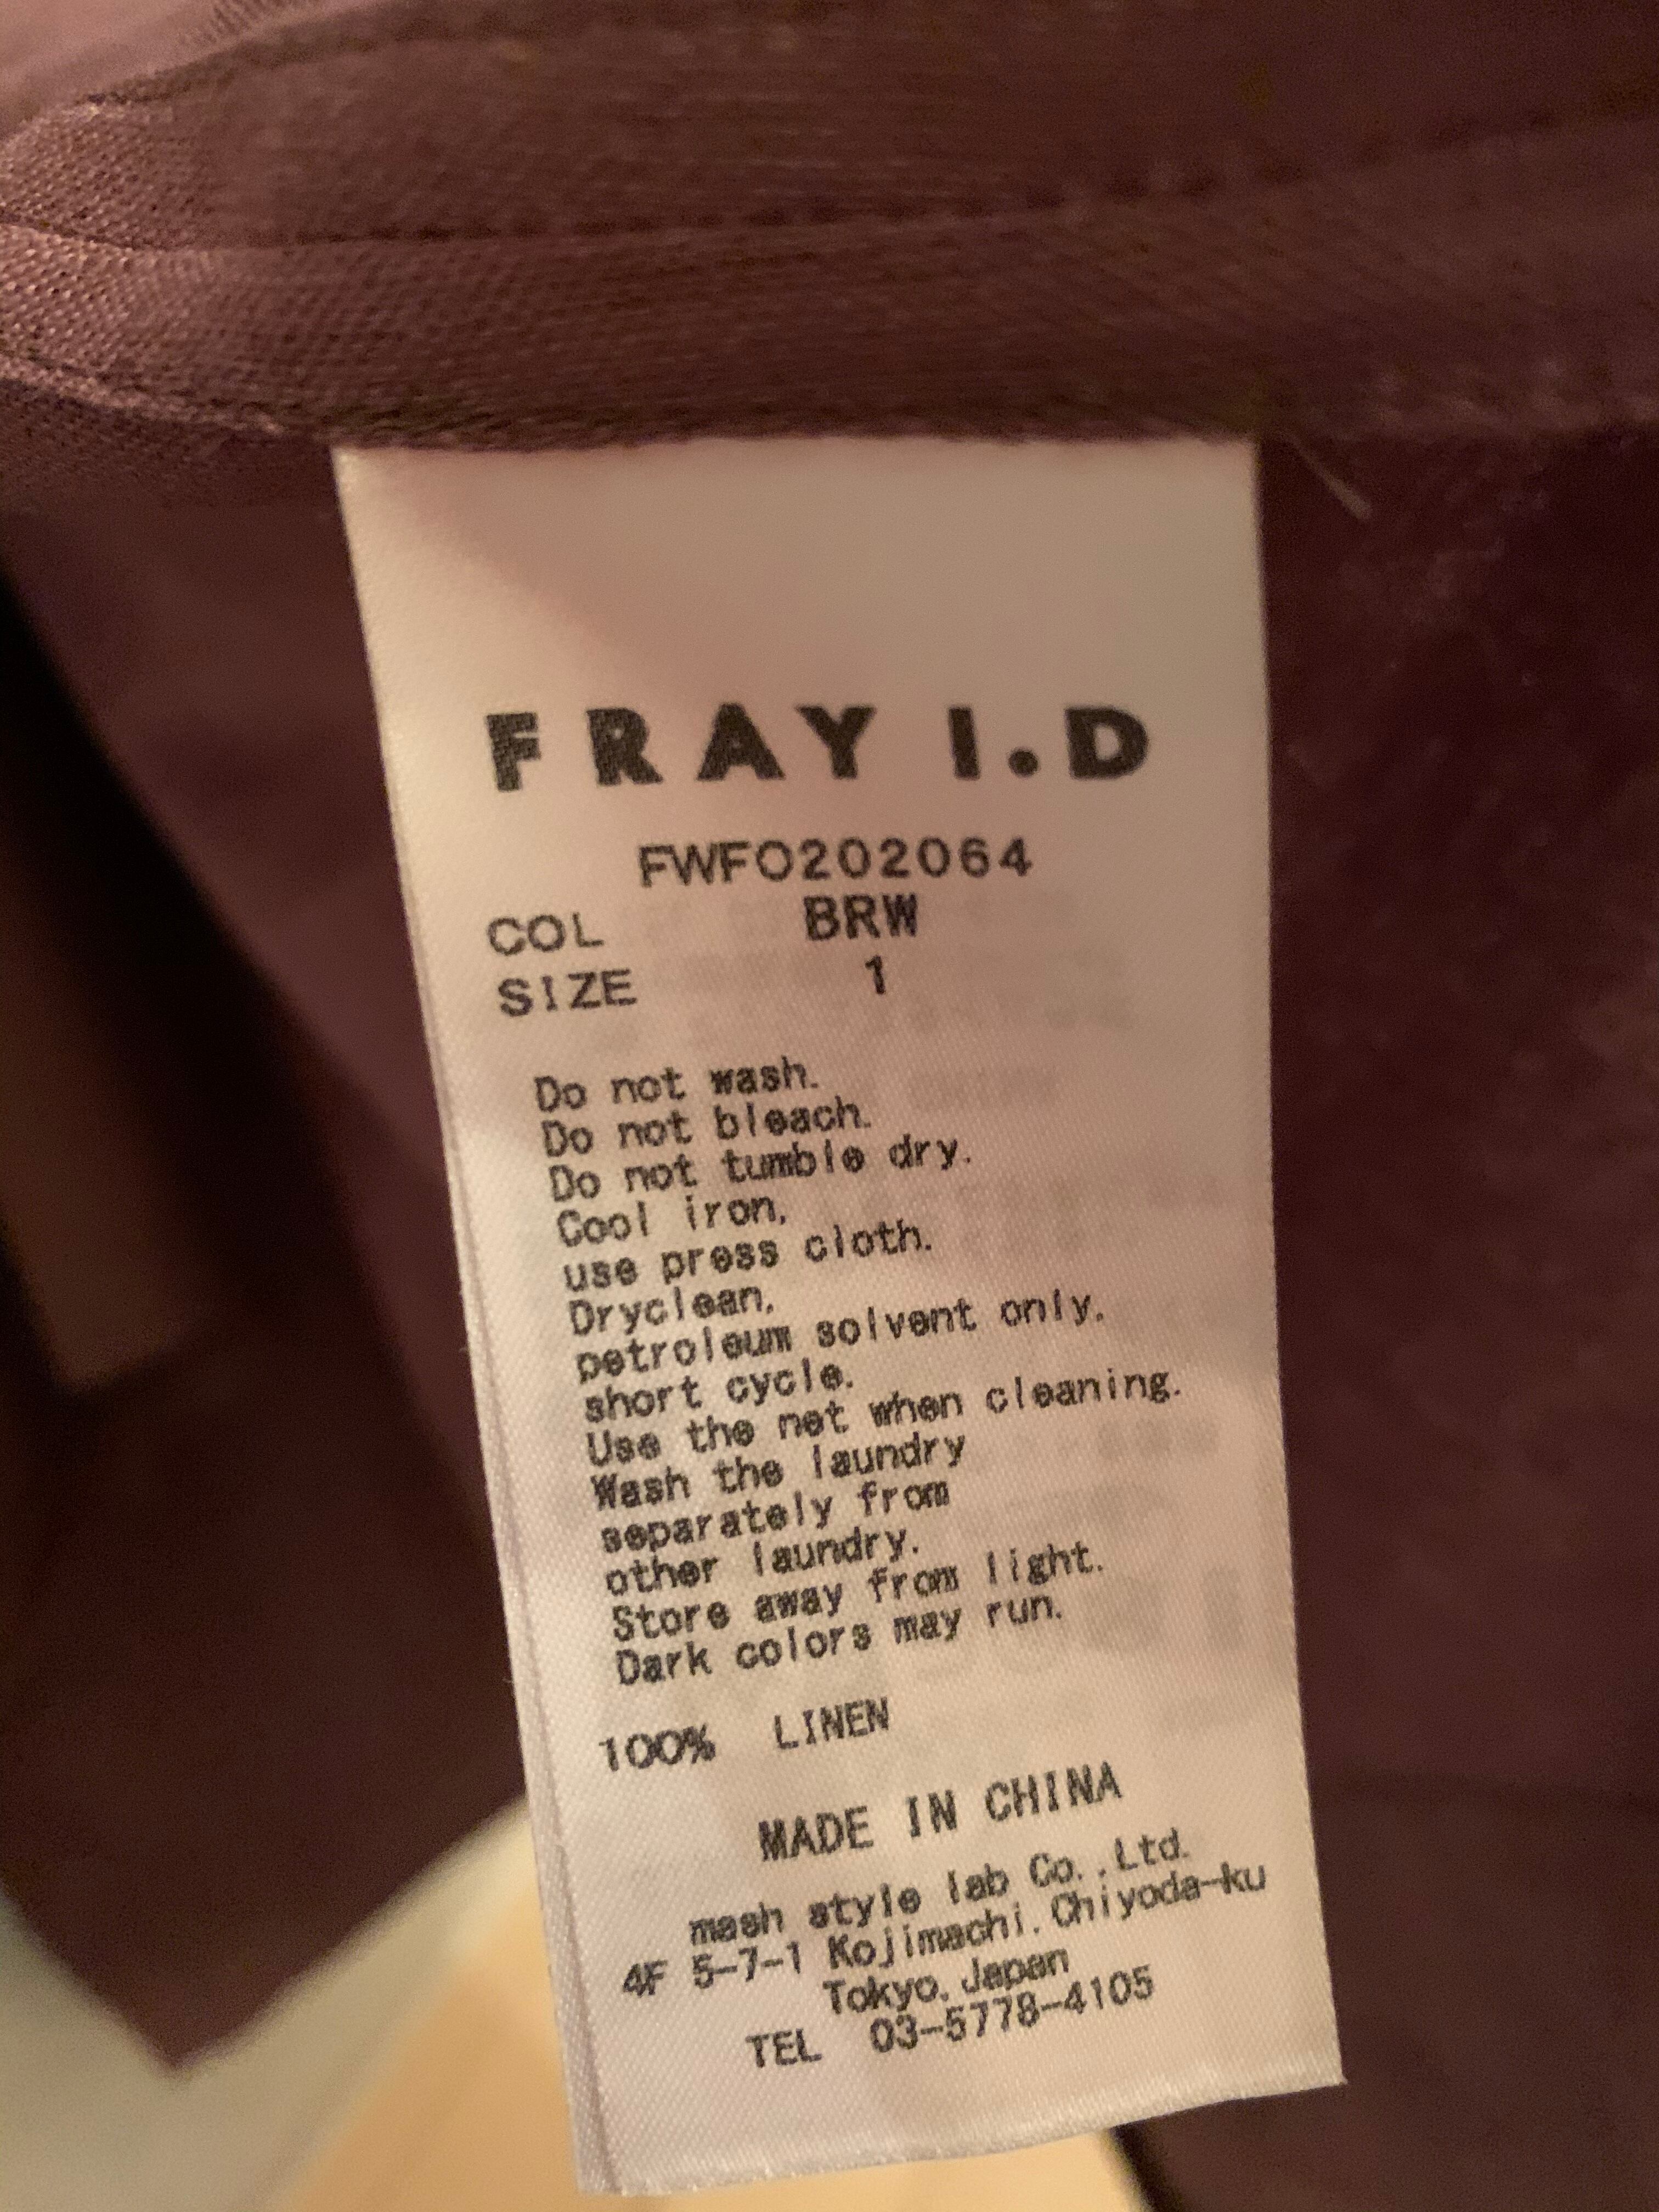 FRAY I.D
FWFO202064
COL BRW
SIZE 1
Do not wash.
Do not bleach.
Do not tumble dry.
Cool iron,
use press cloth.
Dryclean,
petroleum solvent only.
short cycle.
Use the net when cleaning.
Wash the laundry
separately from
other laundry.
Store away from light.
Dark colors may run.
100% LINEN
MADE IN CHINA
mash style lab Co.,Ltd.
4F 5-7-1 Kojimachi,Chiyoda-ku
Tokyo,Japan
TEL 03-5778-4105